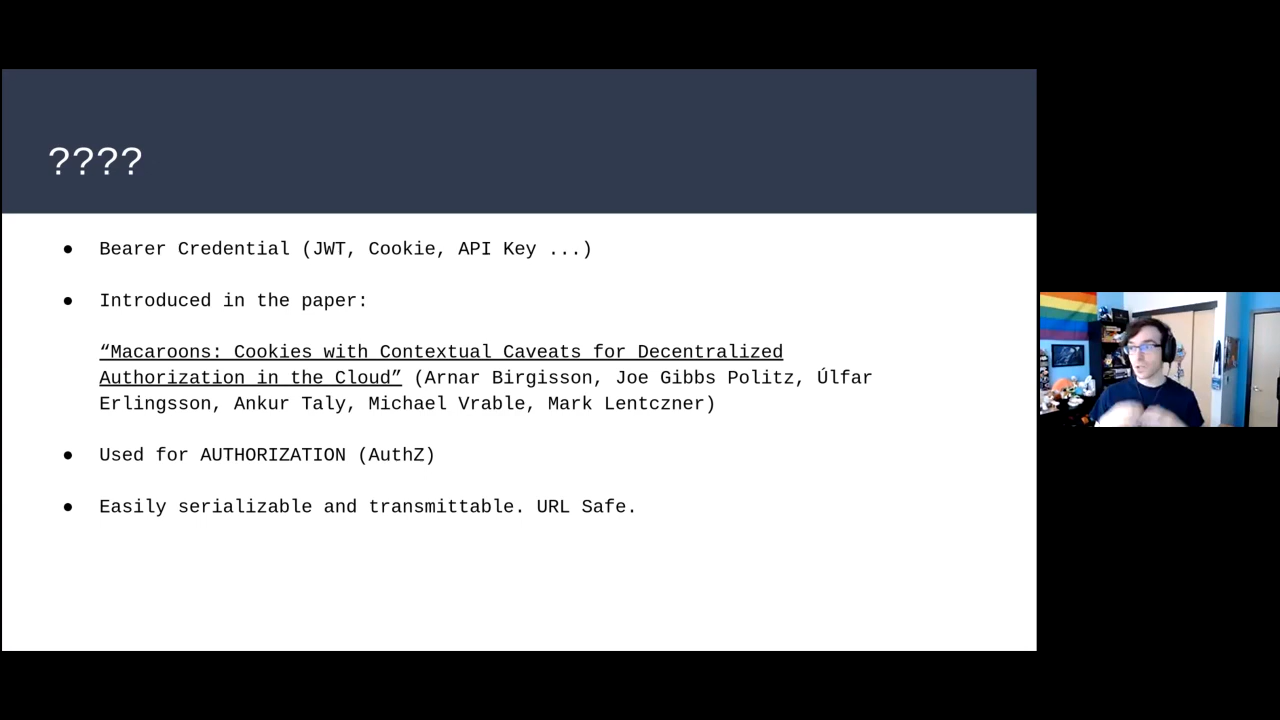 ????
● Bearer Credential (JWT, Cookie, API Key ...)
● Introduced in the paper:
“Macaroons: Cookies with Contextual Caveats for Decentralized
Authorization in the Cloud” (Arnar Birgisson, Joe Gibbs Politz, Úlfar
Erlingsson, Ankur Taly, Michael Vrable, Mark Lentczner)
● Used for AUTHORIZATION (AuthZ)
● Easily serializable and transmittable. URL Safe.